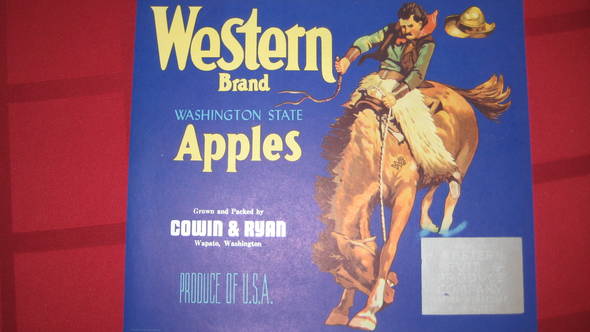 Western
Brand
WASHINGTON STATE
Apples
Grown and Packed by
COWIN & RYAN
Wapato, Washington
PRODUCE OF U.S.A.